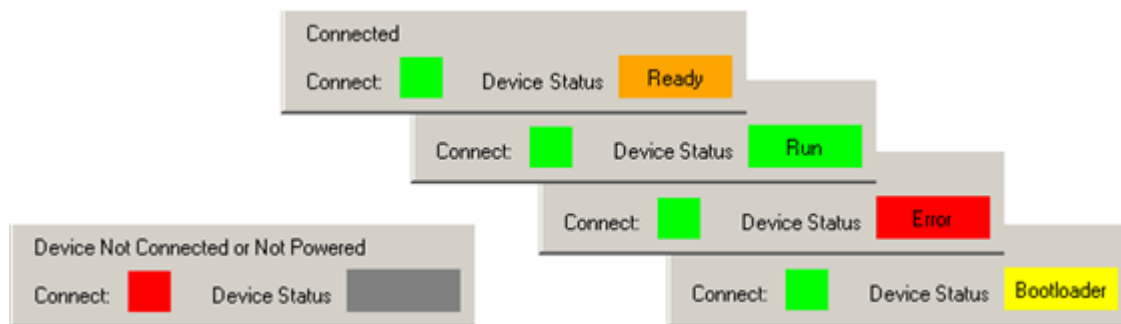 Connected
Connect: Device Status Ready
Connect: Device Status Run
Connect: Device Status Error
Device Not Connected or Not Powered
Connect: Device Status
Connect: Device Status Bootloader